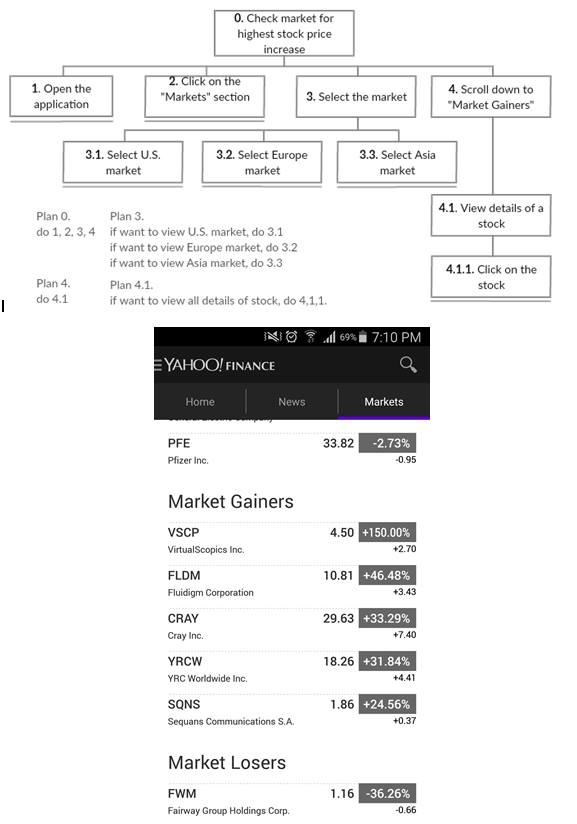 0. Check market for
highest stock price
increase
1. Open the
application
2. Click on the
"Markets" section
3. Select the market
4. Scroll down to
"Market Gainers"
3.1. Select U.S.
market
3.2. Select Europe
market
3.3. Select Asia
market
4.1. View details of a
stock
4.1.1. Click on the
stock
Plan 0.
do 1, 2, 3, 4
Plan 3.
if want to view U.S. market, do 3.1
if want to view Europe market, do 3.2
if want to view Asia market, do 3.3
Plan 4.
do 4.1
Plan 4.1.
if want to view all details of stock, do 4,1,1.
69% 7:10 PM
YAHOO! FINANCE
Home News Markets
General Electric Company
PFE 33.82 -2.73%
Pfizer Inc. -0.95
Market Gainers
VSCP 4.50 +150.00%
VirtualScopics Inc. +2.70
FLDM 10.81 +46.48%
Fluidigm Corporation +3.43
CRAY 29.63 +33.29%
Cray Inc. +7.40
YRCW 18.26 +31.84%
YRC Worldwide Inc. +4.41
SQNS 1.86 +24.56%
Sequans Communications S.A. +0.37
Market Losers
FWM 1.16 -36.26%
Fairway Group Holdings Corp. -0.66